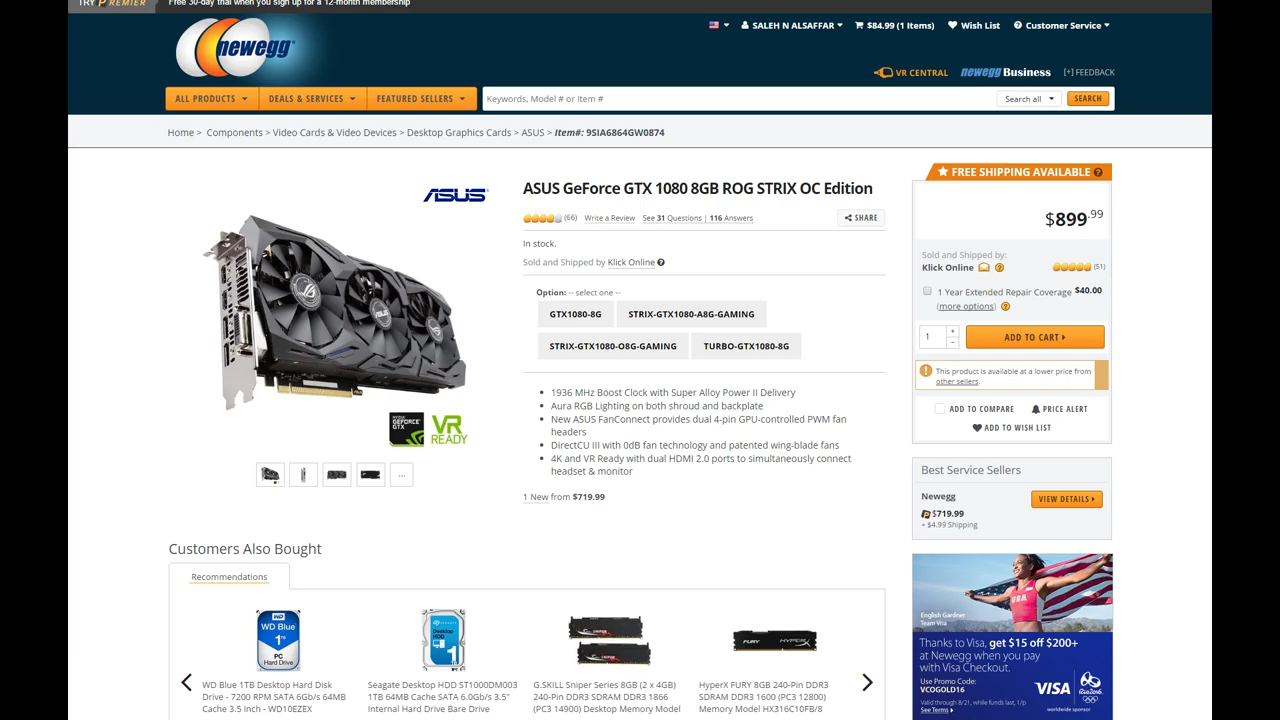 TRY PREMIER
Free 30-day trial when you sign up for a 12-month membership
newegg
SALEH N ALSAFFAR
$84.99 (1 Items)
Wish List
Customer Service
VR CENTRAL
newegg Business
[+] FEEDBACK
ALL PRODUCTS
DEALS & SERVICES
FEATURED SELLERS
Keywords, Model # or Item #
Search all
SEARCH
Home > Components > Video Cards & Video Devices > Desktop Graphics Cards > ASUS > Item#: 9SIA6864GW0874
ASUS
ASUS GeForce GTX 1080 8GB ROG STRIX OC Edition
(66) Write a Review See 31 Questions | 116 Answers
SHARE
In stock.
Sold and Shipped by Klick Online ?
Option: -- select one --
GTX1080-8G
STRIX-GTX1080-A8G-GAMING
STRIX-GTX1080-O8G-GAMING
TURBO-GTX1080-8G
• 1936 MHz Boost Clock with Super Alloy Power II Delivery
• Aura RGB Lighting on both shroud and backplate
• New ASUS FanConnect provides dual 4-pin GPU-controlled PWM fan
headers
• DirectCU III with 0dB fan technology and patented wing-blade fans
• 4K and VR Ready with dual HDMI 2.0 ports to simultaneously connect
headset & monitor
1 New from $719.99
GEFORCE
GTX
VR
READY
...
FREE SHIPPING AVAILABLE ?
$899.99
Sold and Shipped by:
Klick Online
(51)
1 Year Extended Repair Coverage $40.00
(more options)
1
+
-
ADD TO CART
This product is available at a lower price from
other sellers.
ADD TO COMPARE
PRICE ALERT
ADD TO WISH LIST
Best Service Sellers
Newegg
VIEW DETAILS
$719.99
+ $4.99 Shipping
English Gardner
Team Visa
Thanks to Visa, get $15 off $200+
at Newegg when you pay
with Visa Checkout.
Use Promo Code:
VCOGOLD16
Valid through 8/21, while funds last, 1/p
See Terms
VISA
Rio2016
worldwide sponsor
Customers Also Bought
Recommendations
WD Blue
1TB
PC
Hard Drive
WD Blue 1TB Desktop Hard Disk
Drive - 7200 RPM SATA 6Gb/s 64MB
Cache 3.5 Inch - WD10EZEX
Desktop
HDD
1
Seagate Desktop HDD ST1000DM003
1TB 64MB Cache SATA 6.0Gb/s 3.5"
Internal Hard Drive Bare Drive
G.SKILL Sniper Series 8GB (2 x 4GB)
240-Pin DDR3 SDRAM DDR3 1866
(PC3 14900) Desktop Memory Model
FURY
HYPERX
HyperX FURY 8GB 240-Pin DDR3
SDRAM DDR3 1600 (PC3 12800)
Memory Model HX316C10FB/8